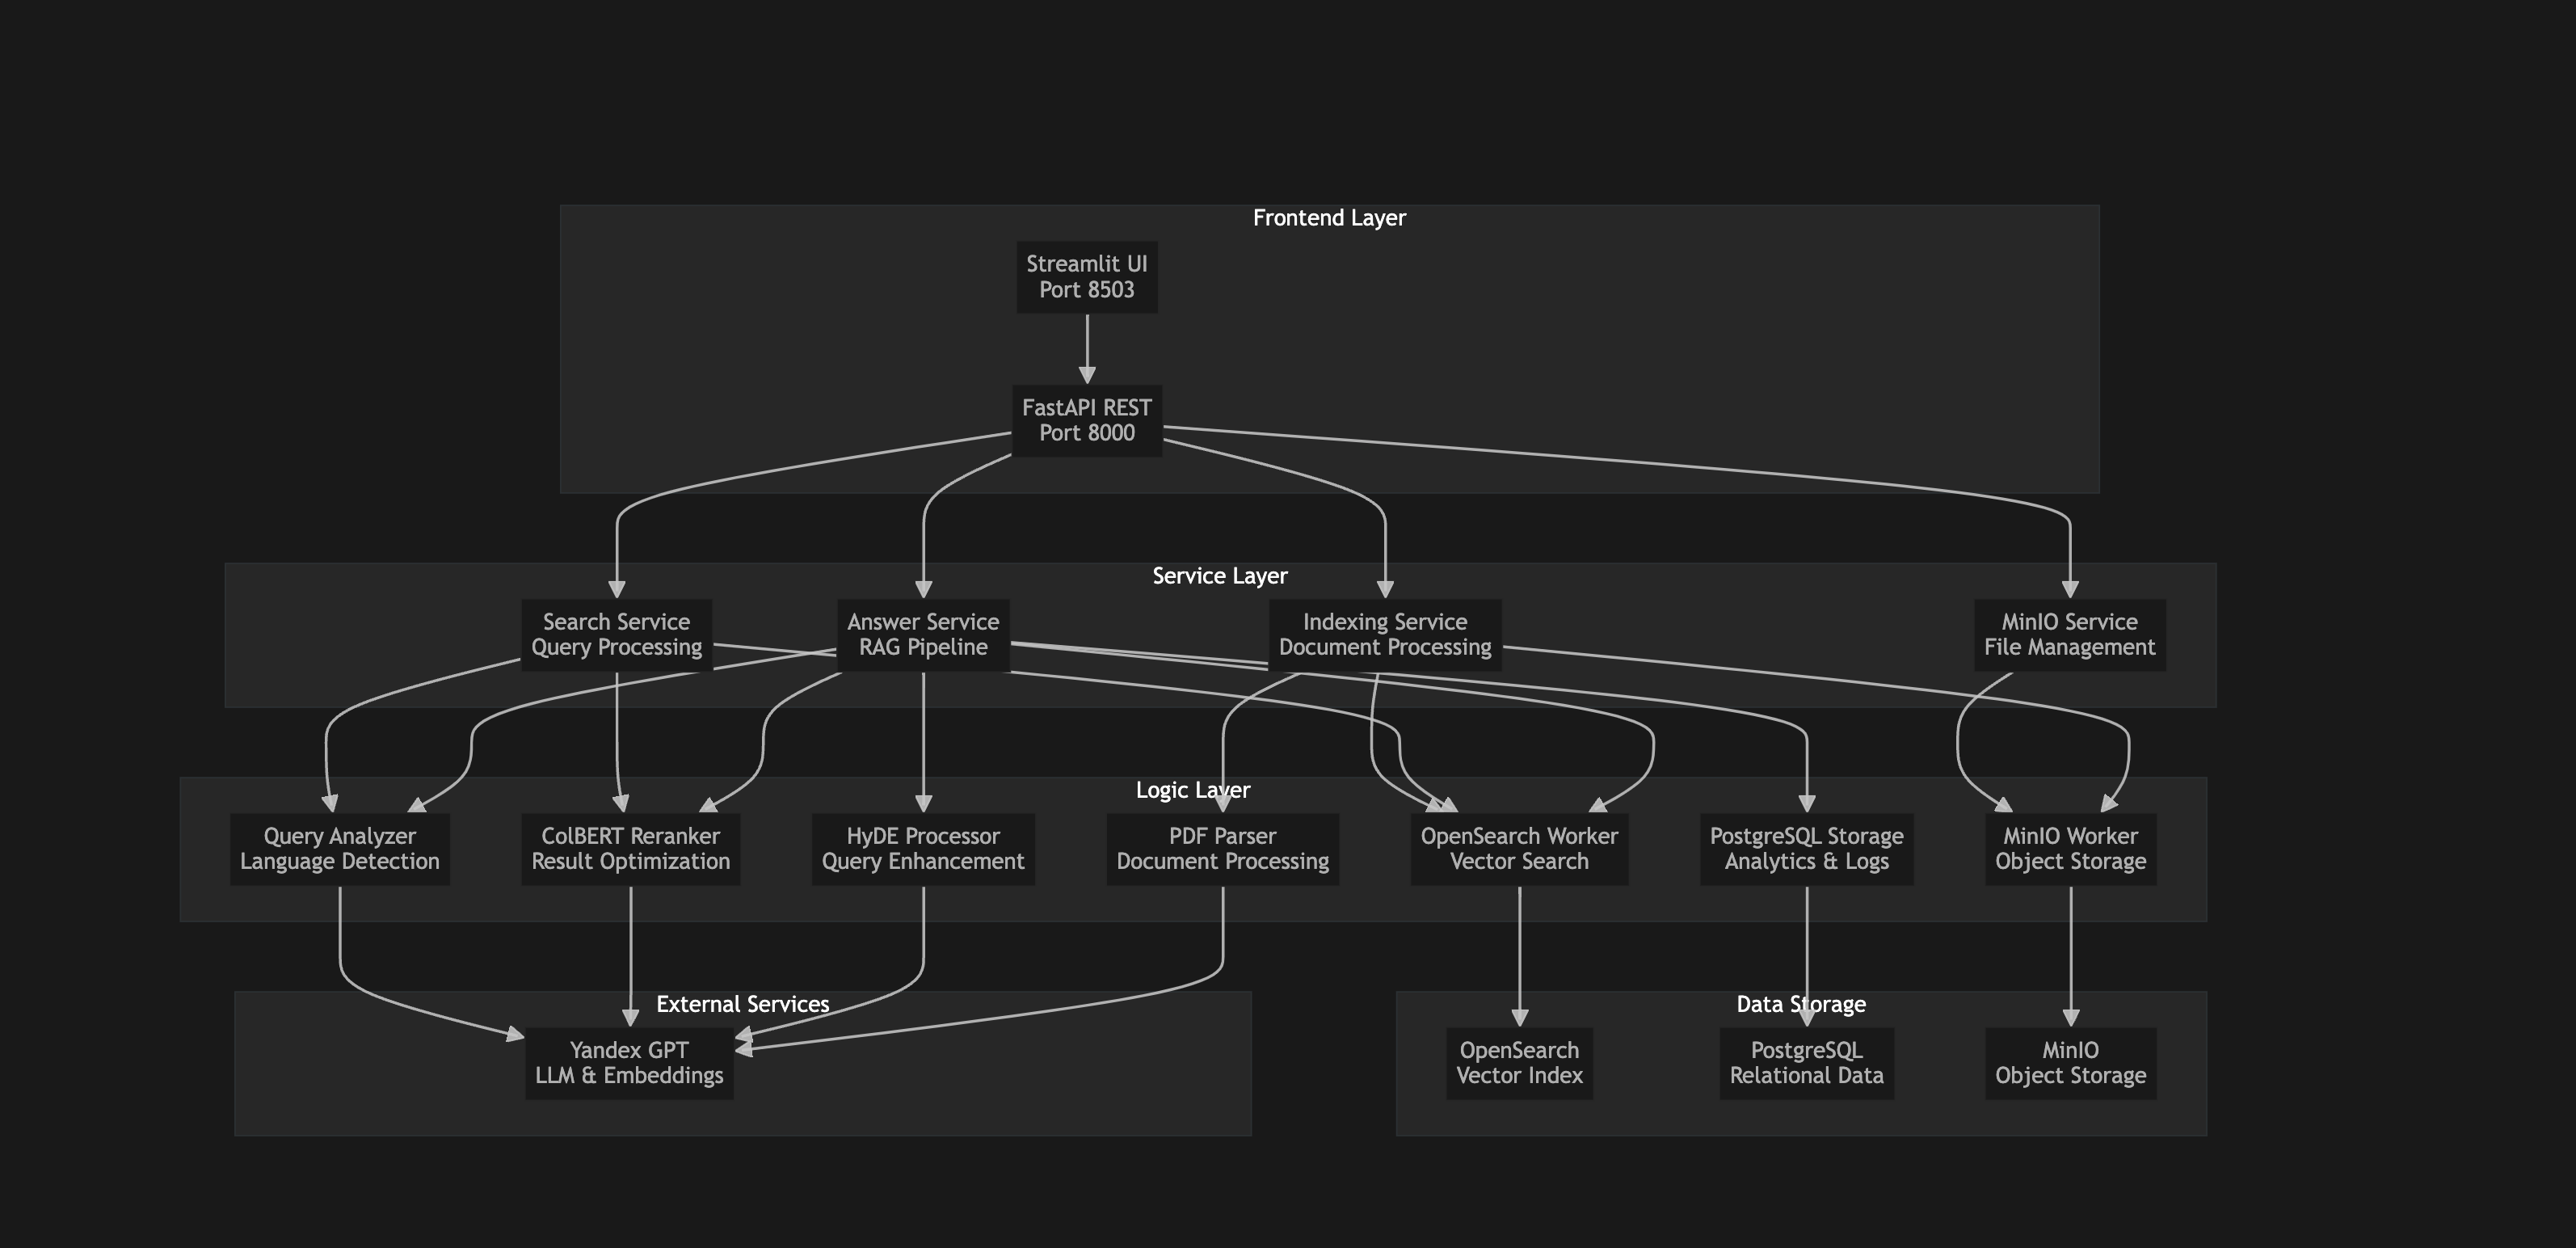 Frontend Layer
Streamlit UI
Port 8503
FastAPI REST
Port 8000
Service Layer
Search Service
Query Processing
Answer Service
RAG Pipeline
Indexing Service
Document Processing
MinIO Service
File Management
Logic Layer
Query Analyzer
Language Detection
ColBERT Reranker
Result Optimization
HyDE Processor
Query Enhancement
PDF Parser
Document Processing
OpenSearch Worker
Vector Search
PostgreSQL Storage
Analytics & Logs
MinIO Worker
Object Storage
External Services
Yandex GPT
LLM & Embeddings
Data Storage
OpenSearch
Vector Index
PostgreSQL
Relational Data
MinIO
Object Storage